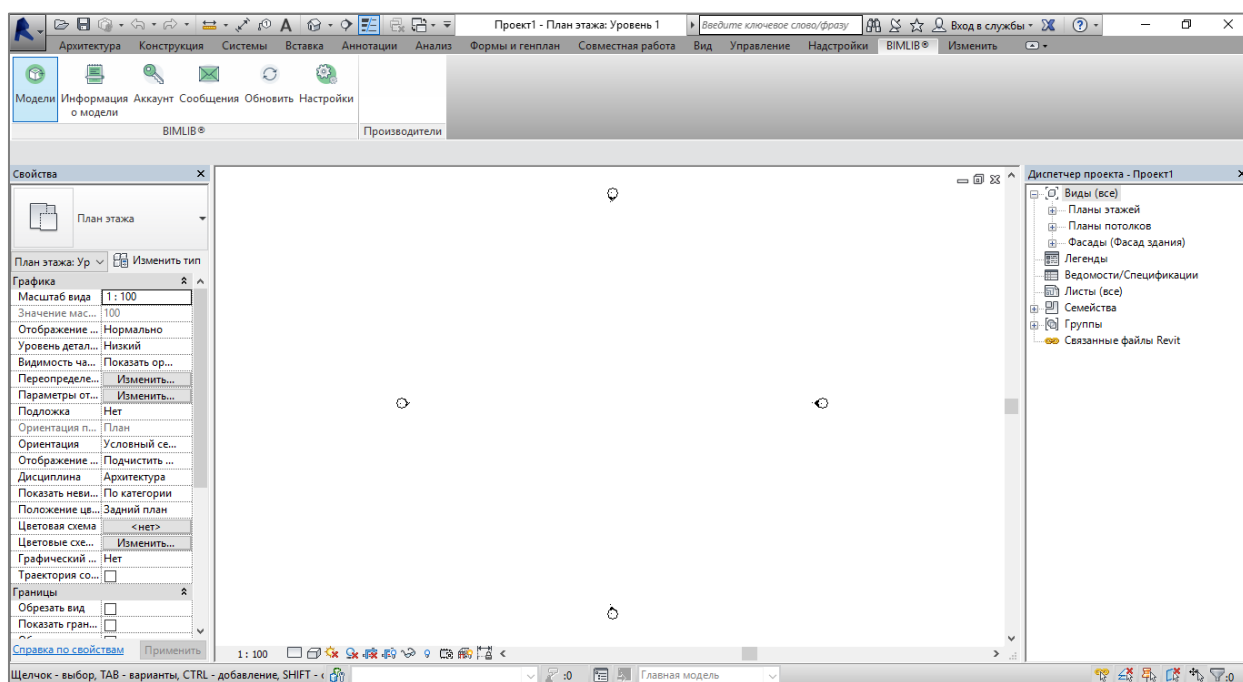 Проект1 - План этажа: Уровень 1
Введите ключевое слово/фразу
Вход в службы
Архитектура Конструкция Системы Вставка Аннотации Анализ Формы и генплан Совместная работа Вид Управление Надстройки BIMLIB® Изменить
Модели Информация о модели Аккаунт Сообщения Обновить Настройки
BIMLIB® Производители
Свойства
План этажа
План этажа: Ур
Изменить тип
Графика
Масштаб вида 1 : 100
Значение мас... 100
Отображение ... Нормально
Уровень детал... Низкий
Видимость ча... Показать ор...
Переопределе... Изменить...
Параметры от... Изменить...
Подложка Нет
Ориентация п... План
Ориентация Условный се...
Отображение ... Подчистить ...
Дисциплина Архитектура
Показать неви... По категории
Положение цв... Задний план
Цветовая схема <нет>
Цветовые схе... Изменить...
Графический ... Нет
Траектория со...
Границы
Обрезать вид
Показать гран...
Справка по свойствам Применить
1 : 100
Диспетчер проекта - Проект1
Виды (все)
Планы этажей
Планы потолков
Фасады (Фасад здания)
Легенды
Ведомости/Спецификации
Листы (все)
Семейства
Группы
Связанные файлы Revit
Щелчок - выбор, TAB - варианты, CTRL - добавление, SHIFT - с
:0
Главная модель
:0